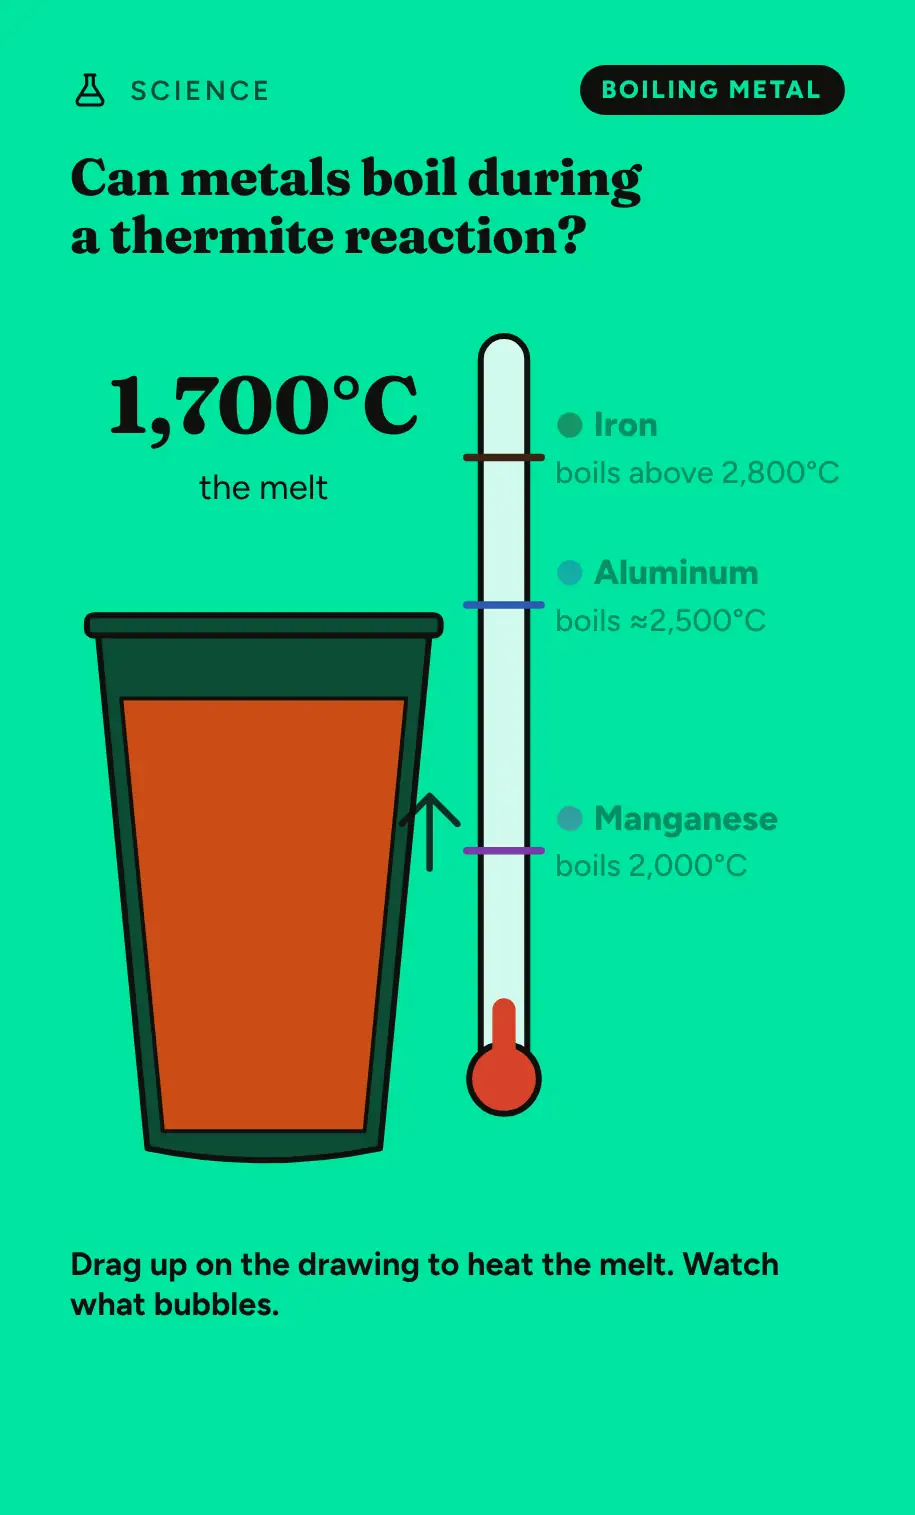 SCIENCE
BOILING METAL
Can metals boil during
a thermite reaction?
1,700°C
the melt
Iron
boils above 2,800°C
Aluminum
boils ≈2,500°C
Manganese
boils 2,000°C
Drag up on the drawing to heat the melt. Watch
what bubbles.